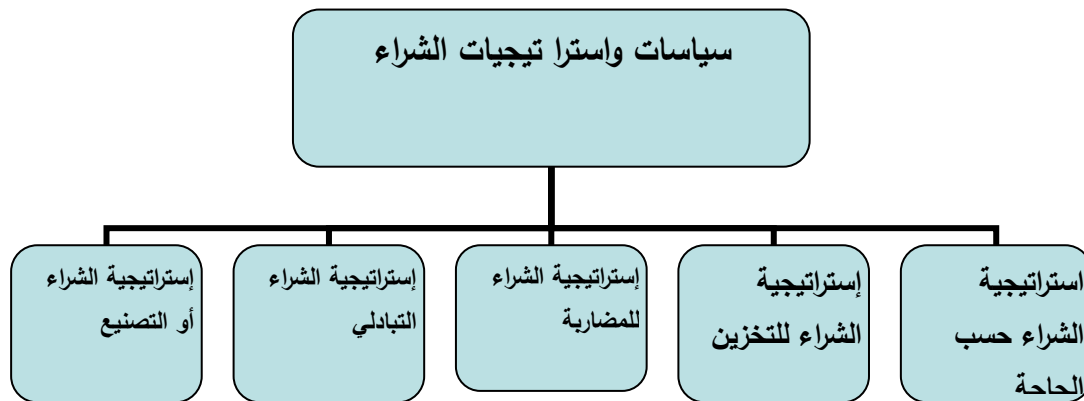 سياسات واسترا تيجيات الشراء
استراتيجية
الشراء حسب
الحاحة
إستراتيجية
الشراء للتخزين
إستراتيجية الشراء
للمضاربة
إستراتيجية الشراء
التبادلي
إستراتيجية الشراء
أو التصنيع